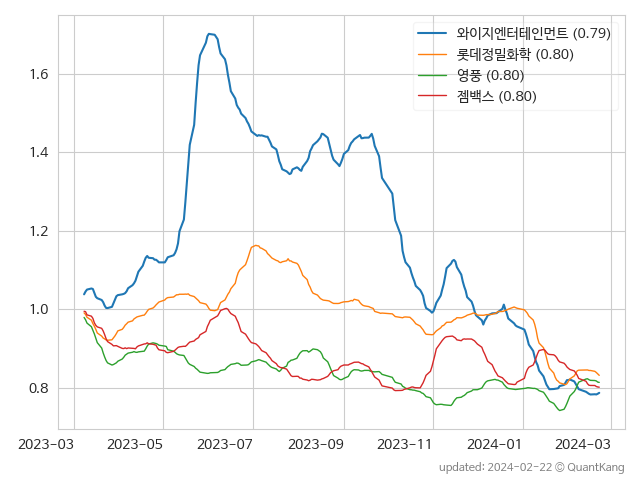 와이지엔터테인먼트 (0.79)
롯데정밀화학 (0.80)
영풍 (0.80)
젬백스 (0.80)
1.6
1.4
1.2
1.0
0.8
2023-03 2023-05 2023-07 2023-09 2023-11 2024-01 2024-03
updated: 2024-02-22 © QuantKang